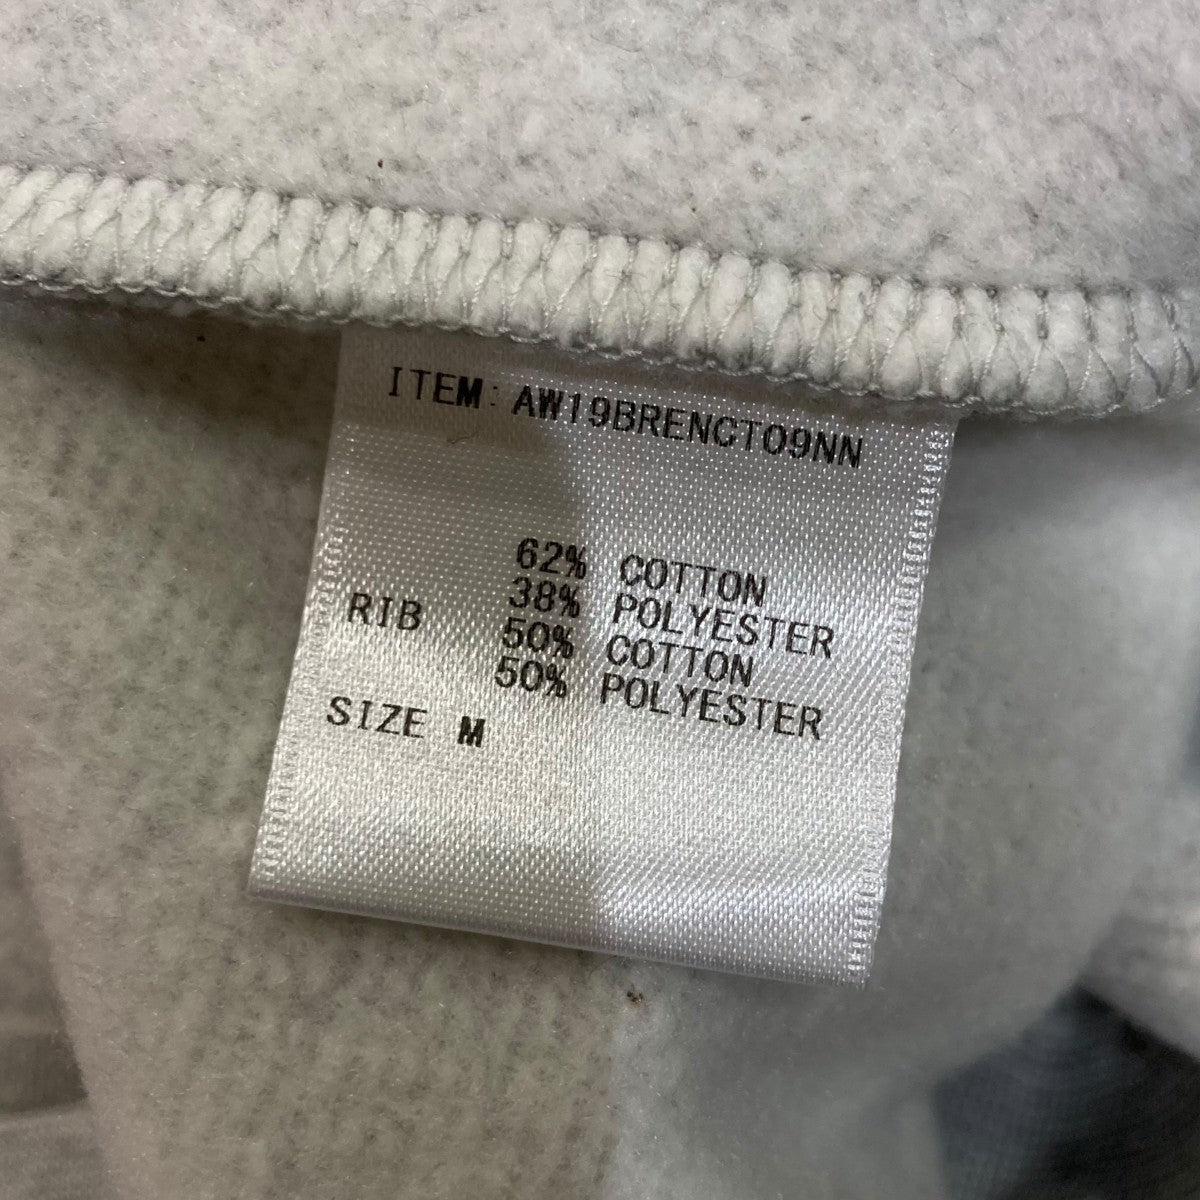 ITEM: AW19BRENCT09NN
62% COTTON
38% POLYESTER
RIB 50% COTTON
50% POLYESTER
SIZE M